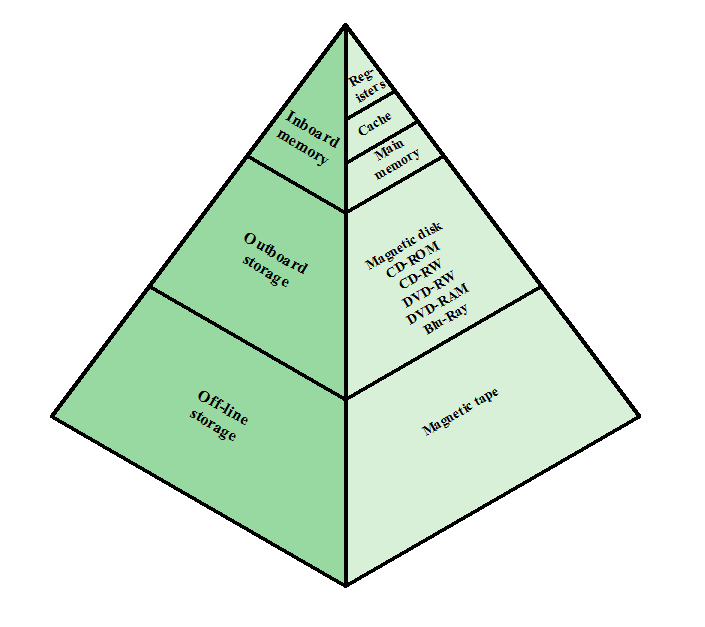 Inboard
memory
Outboard
storage
Off-line
storage
Reg-
isters
Cache
Main
memory
Magnetic disk
CD-ROM
CD-RW
DVD-RW
DVD-RAM
Blu-Ray
Magnetic tape